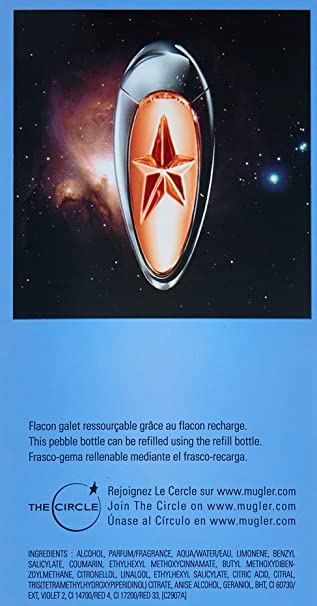 Flacon galet ressourçable grâce au flacon recharge.
This pebble bottle can be refilled using the refill bottle.
Frasco-gema rellenable mediante el frasco-recarga.
THE CIRCLE
Rejoignez Le Cercle sur www.mugler.com
Join The Circle on www.mugler.com
Únase al Círculo en www.mugler.com
INGREDIENTS : ALCOHOL, PARFUM/FRAGRANCE, AQUA/WATER/EAU, LIMONENE, BENZYL
SALICYLATE, COUMARIN, ETHYLHEXYL METHOXYCINNAMATE, BUTYL METHOXYDIBEN-
ZOYLMETHANE, CITRONELLOL, LINALOOL, ETHYLHEXYL SALICYLATE, CITRIC ACID, CITRAL,
TRIS(TETRAMETHYLHYDROXYPIPERIDINOL) CITRATE, ANISE ALCOHOL, GERANIOL, BHT, CI 60730/
EXT, VIOLET 2, CI 14700/RED 4, CI 17200/RED 33, [C2907A]